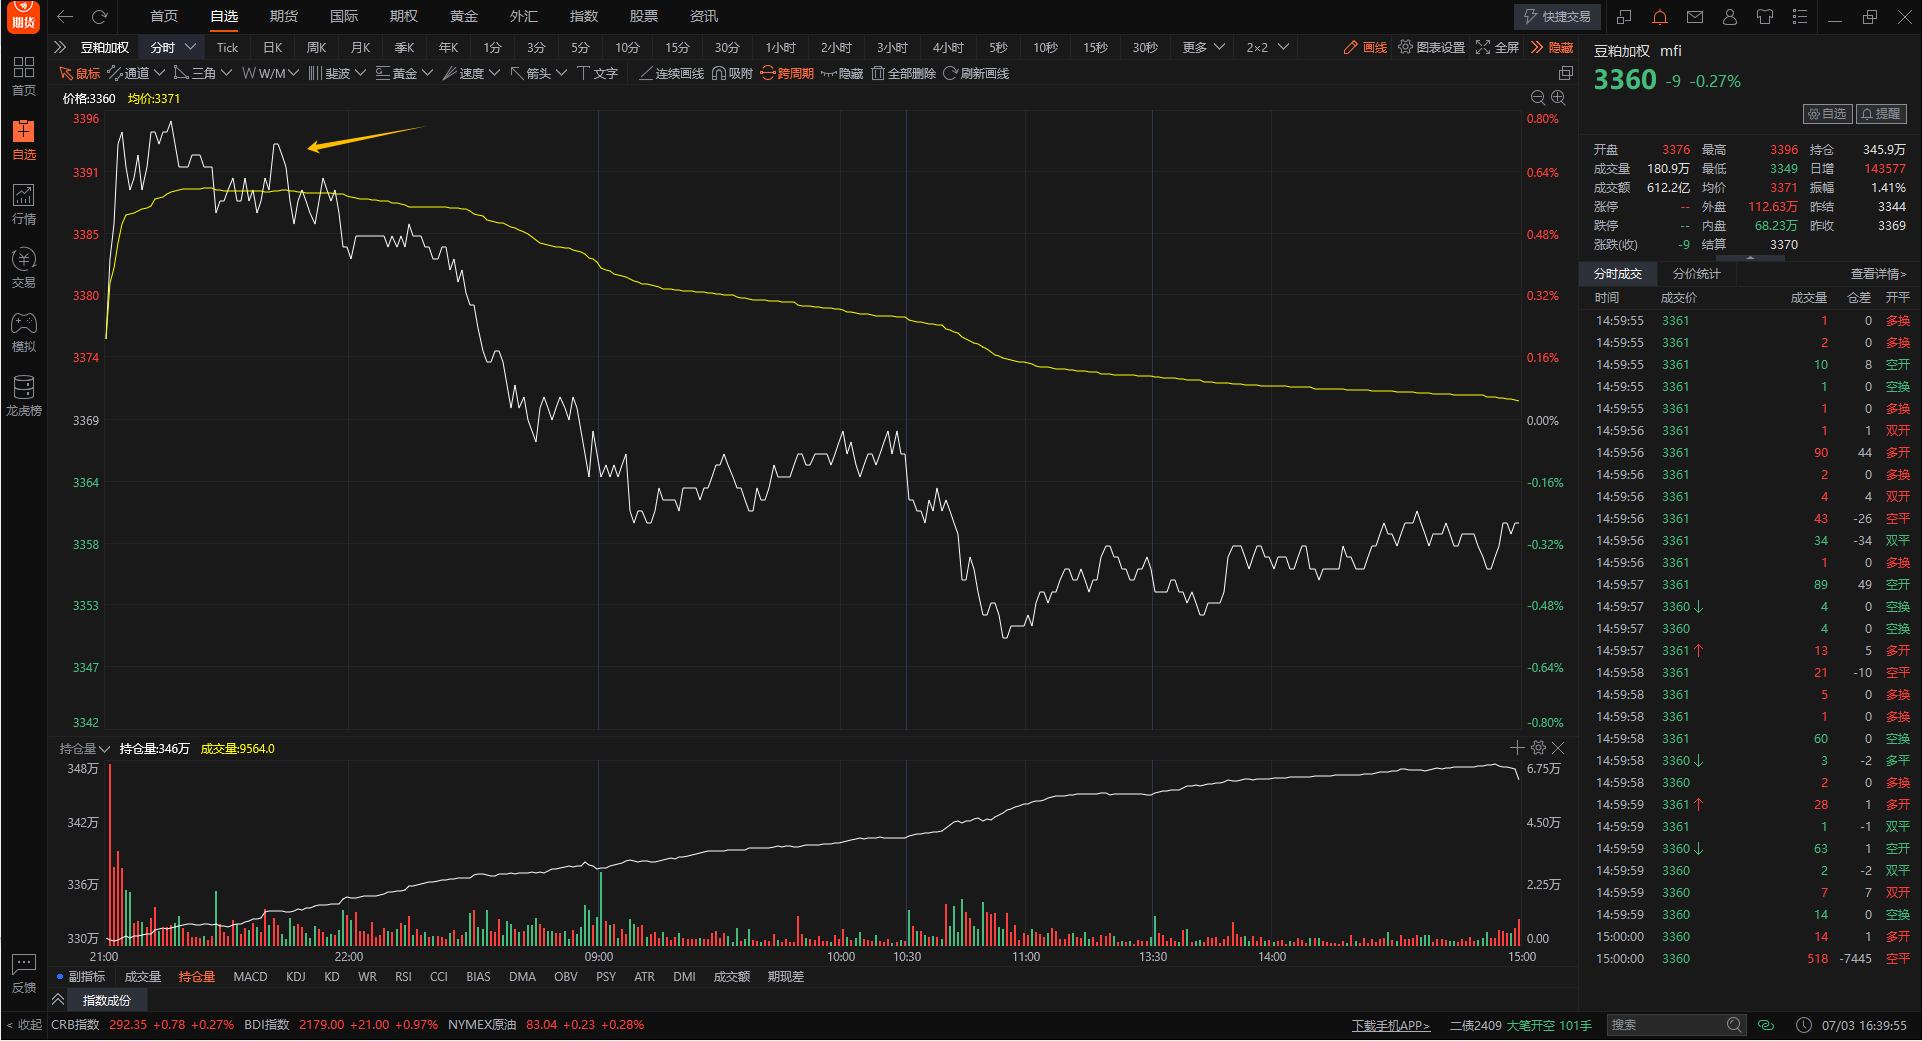 期货
首页 自选 期货 国际 期权 黄金 外汇 指数 股票 资讯 快捷交易
豆粕加权 分时 Tick 日K 周K 月K 季K 年K 1分 3分 5分 10分 15分 30分 1小时 2小时 3小时 4小时 5秒 10秒 15秒 30秒 更多 2×2 画线 图表设置 全屏 隐藏
鼠标 通道 三角 W/M 斐波 黄金 速度 箭头 文字 连续画线 吸附 跨周期 隐藏 全部删除 刷新画线
首页
自选
行情
交易
模拟
龙虎榜
反馈
< 收起
价格:3360 均价:3371
3396 0.80%
3391 0.64%
3385 0.48%
3380 0.32%
3374 0.16%
3369 0.00%
3364 -0.16%
3358 -0.32%
3353 -0.48%
3347 -0.64%
3342 -0.80%
持仓量 持仓量:346万 成交量:9564.0
348万 6.75万
342万 4.50万
336万 2.25万
330万 0.00
21:00 22:00 09:00 10:00 10:30 11:00 13:30 14:00 15:00
副指标 成交量 持仓量 MACD KDJ KD WR RSI CCI BIAS DMA OBV PSY ATR DMI 成交额 期现差
指数成份
豆粕加权 mfi
3360 -9 -0.27%
自选 提醒
开盘 3376 最高 3396 持仓 345.9万
成交量 180.9万 最低 3349 日增 143577
成交额 612.2亿 均价 3371 振幅 1.41%
涨停 -- 外盘 112.63万 昨结 3344
跌停 -- 内盘 68.23万 昨收 3369
涨跌(收) -9 结算 3370
分时成交 分价统计 查看详情>
时间 成交价 成交量 仓差 开平
14:59:55 3361 1 0 多换
14:59:55 3361 2 0 多换
14:59:55 3361 10 8 空开
14:59:55 3361 1 0 空换
14:59:55 3361 1 0 多换
14:59:56 3361 1 1 双开
14:59:56 3361 90 44 多开
14:59:56 3361 2 0 多换
14:59:56 3361 4 4 双开
14:59:56 3361 43 -26 空平
14:59:56 3361 34 -34 双平
14:59:56 3361 1 0 多换
14:59:57 3361 89 49 空开
14:59:57 3360↓ 4 0 空换
14:59:57 3360 4 0 空换
14:59:57 3361↑ 13 5 多开
14:59:58 3361 21 -10 空平
14:59:58 3361 5 0 多换
14:59:58 3361 1 0 多换
14:59:58 3361 60 0 空换
14:59:58 3360↓ 3 -2 多平
14:59:58 3360 2 0 多换
14:59:59 3361↑ 28 1 多开
14:59:59 3361 1 -1 双平
14:59:59 3360↓ 63 1 空开
14:59:59 3360 2 -2 双平
14:59:59 3360 7 7 双开
14:59:59 3360 14 0 空换
15:00:00 3360 14 1 多开
15:00:00 3360 518 -7445 空平
CRB指数 292.35 +0.78 +0.27% BDI指数 2179.00 +21.00 +0.97% NYMEX原油 83.04 +0.23 +0.28% 下载手机APP> 二债2409 大笔开空 101手 搜索 07/03 16:39:55